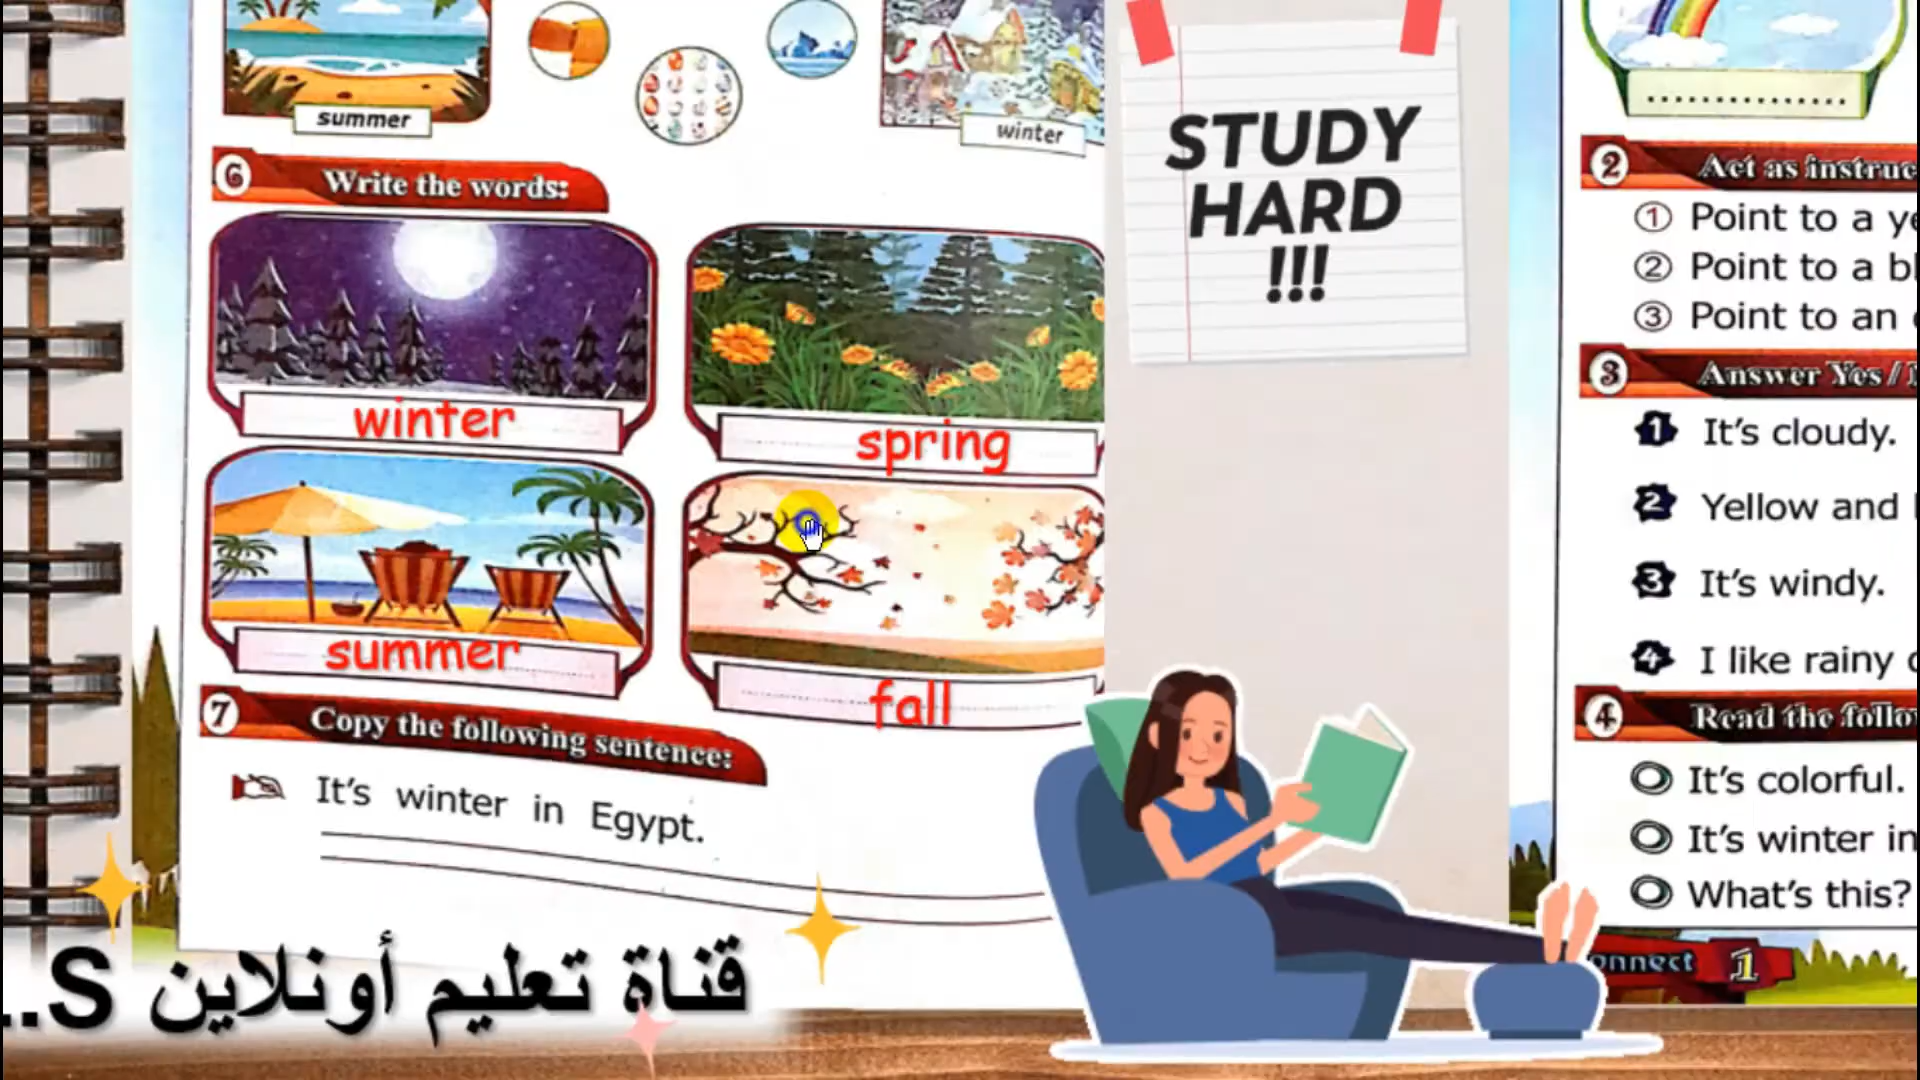 summer
winter
6 Write the words:
winter
spring
summer
fall
7 Copy the following sentence:
It's winter in Egypt.
STUDY
HARD
!!!
2 Act as instruc
1 Point to a ye
2 Point to a bl
3 Point to an
3 Answer Yes /
1 It's cloudy.
2 Yellow and
3 It's windy.
4 I like rainy
4 Read the follo
It's colorful.
It's winter in
What's this?
onnect 1
قناة تعليم أونلاين S..